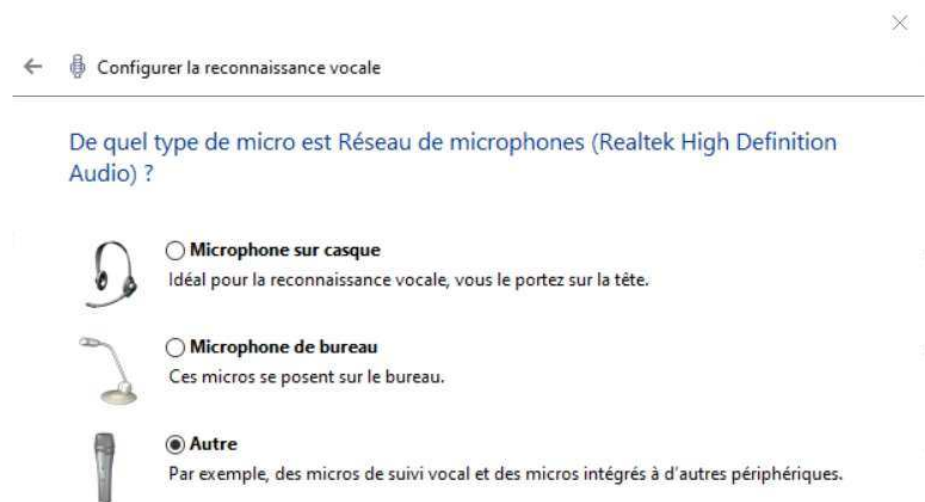 Configurer la reconnaissance vocale
De quel type de micro est Réseau de microphones (Realtek High Definition
Audio) ?
Microphone sur casque
Idéal pour la reconnaissance vocale, vous le portez sur la tête.
Microphone de bureau
Ces micros se posent sur le bureau.
Autre
Par exemple, des micros de suivi vocal et des micros intégrés à d'autres périphériques.